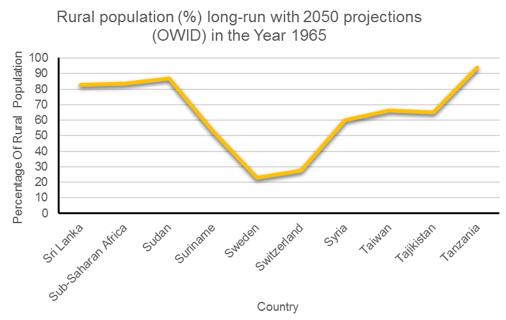 Rural population (%) long-run with 2050 projections
(OWID) in the Year 1965
Percentage Of Rural Population
100
90
80
70
60
50
40
30
20
10
0
Sri Lanka
Sub-Saharan Africa
Sudan
Suriname
Sweden
Switzerland
Syria
Taiwan
Tajikistan
Tanzania
Country